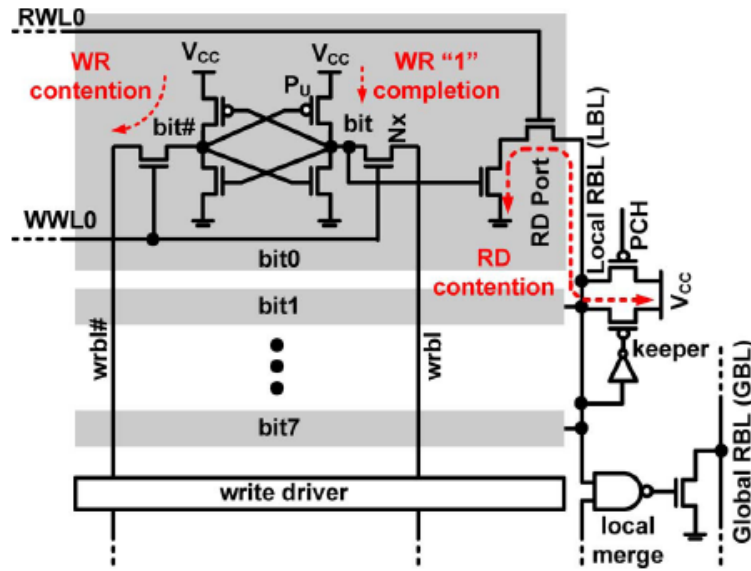 RWL0
WR
contention
VCC
VCC
WR “1”
completion
PU
bit#
bit
Nx
WWL0
bit0
RD Port
RD
contention
Local RBL (LBL)
PCH
VCC
bit1
keeper
wrbl#
wrbl
bit7
write driver
local
merge
Global RBL (GBL)